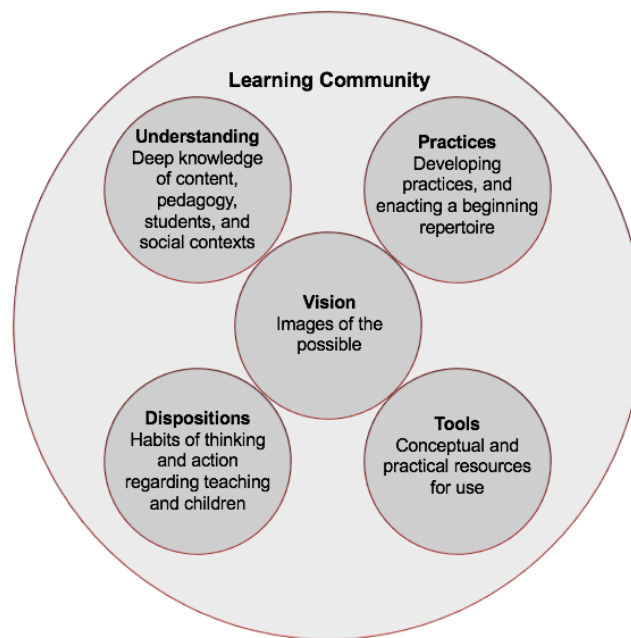 Learning Community
Understanding
Deep knowledge
of content,
pedagogy,
students, and
social contexts
Practices
Developing
practices, and
enacting a beginning
repertoire
Vision
Images of the
possible
Dispositions
Habits of thinking
and action
regarding teaching
and children
Tools
Conceptual and
practical resources
for use